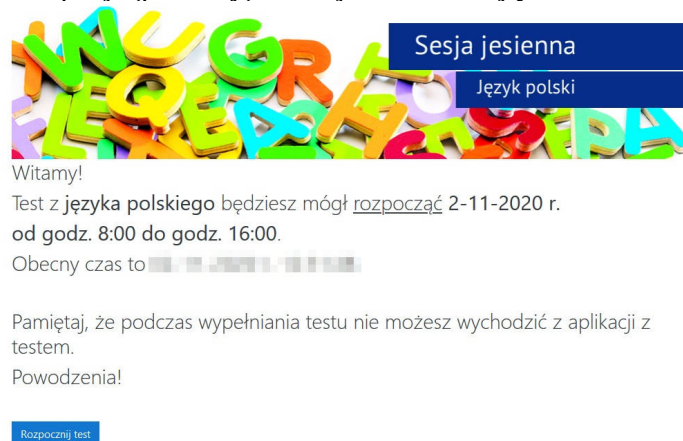 Sesja jesienna
Język polski
Witamy!
Test z języka polskiego będziesz mógł rozpocząć 2-11-2020 r.
od godz. 8:00 do godz. 16:00.
Obecny czas to
Pamiętaj, że podczas wypełniania testu nie możesz wychodzić z aplikacji z
testem.
Powodzenia!
Rozpocznij test